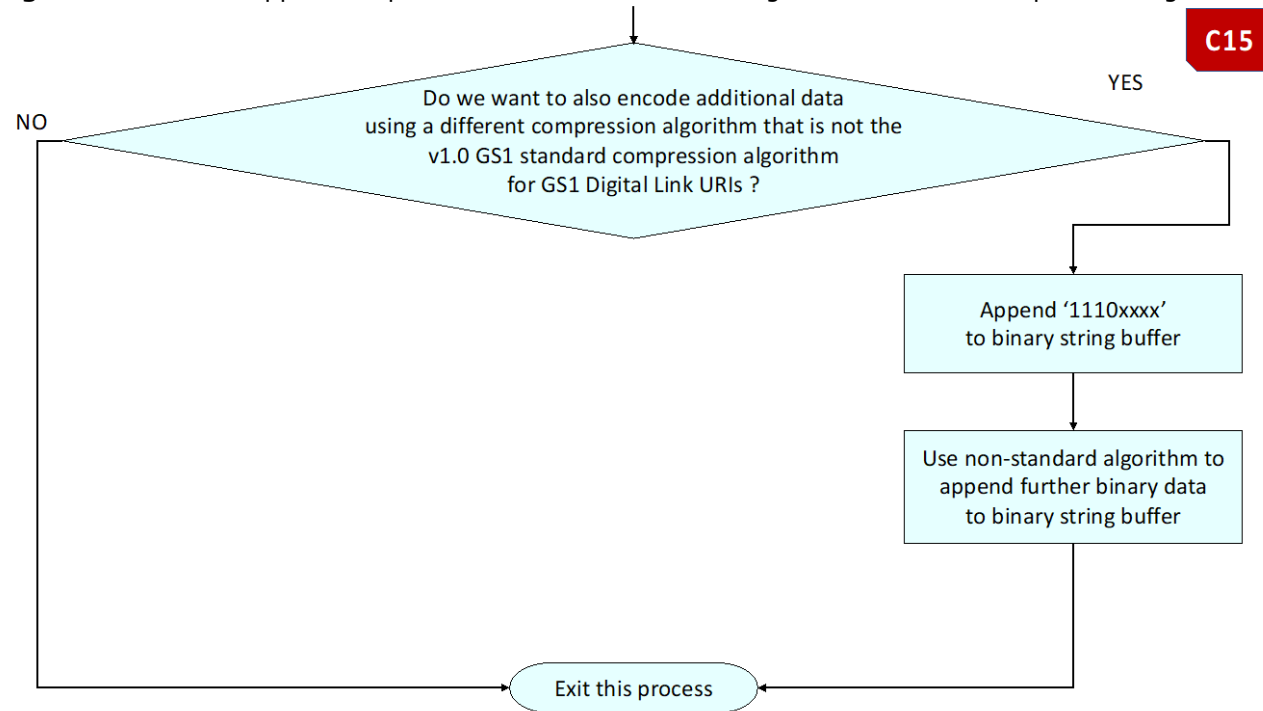 C15
YES
NO
Do we want to also encode additional data
using a different compression algorithm that is not the
v1.0 GS1 standard compression algorithm
for GS1 Digital Link URIs ?
Append ‘1110xxxx’
to binary string buffer
Use non-standard algorithm to
append further binary data
to binary string buffer
Exit this process